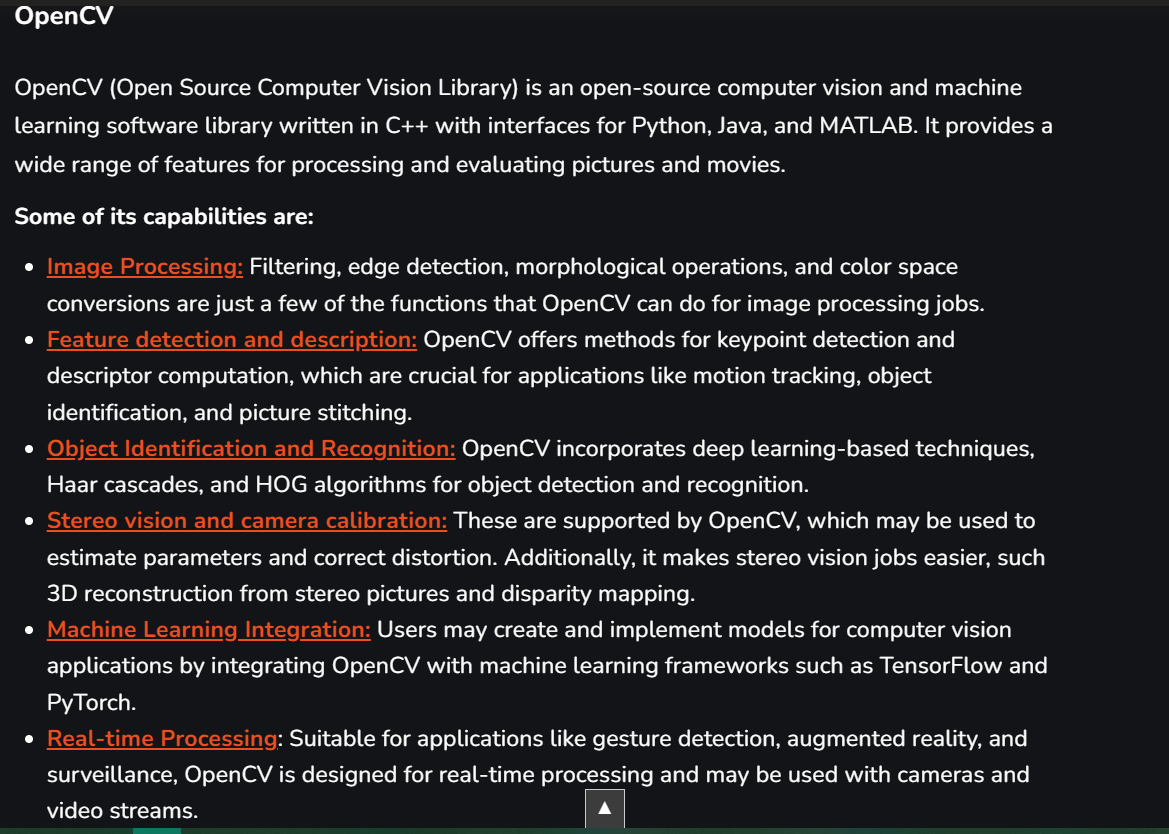 OpenCV
OpenCV (Open Source Computer Vision Library) is an open-source computer vision and machine
learning software library written in C++ with interfaces for Python, Java, and MATLAB. It provides a
wide range of features for processing and evaluating pictures and movies.
Some of its capabilities are:
• Image Processing: Filtering, edge detection, morphological operations, and color space
conversions are just a few of the functions that OpenCV can do for image processing jobs.
• Feature detection and description: OpenCV offers methods for keypoint detection and
descriptor computation, which are crucial for applications like motion tracking, object
identification, and picture stitching.
• Object Identification and Recognition: OpenCV incorporates deep learning-based techniques,
Haar cascades, and HOG algorithms for object detection and recognition.
• Stereo vision and camera calibration: These are supported by OpenCV, which may be used to
estimate parameters and correct distortion. Additionally, it makes stereo vision jobs easier, such
3D reconstruction from stereo pictures and disparity mapping.
• Machine Learning Integration: Users may create and implement models for computer vision
applications by integrating OpenCV with machine learning frameworks such as TensorFlow and
PyTorch.
• Real-time Processing: Suitable for applications like gesture detection, augmented reality, and
surveillance, OpenCV is designed for real-time processing and may be used with cameras and
video streams.